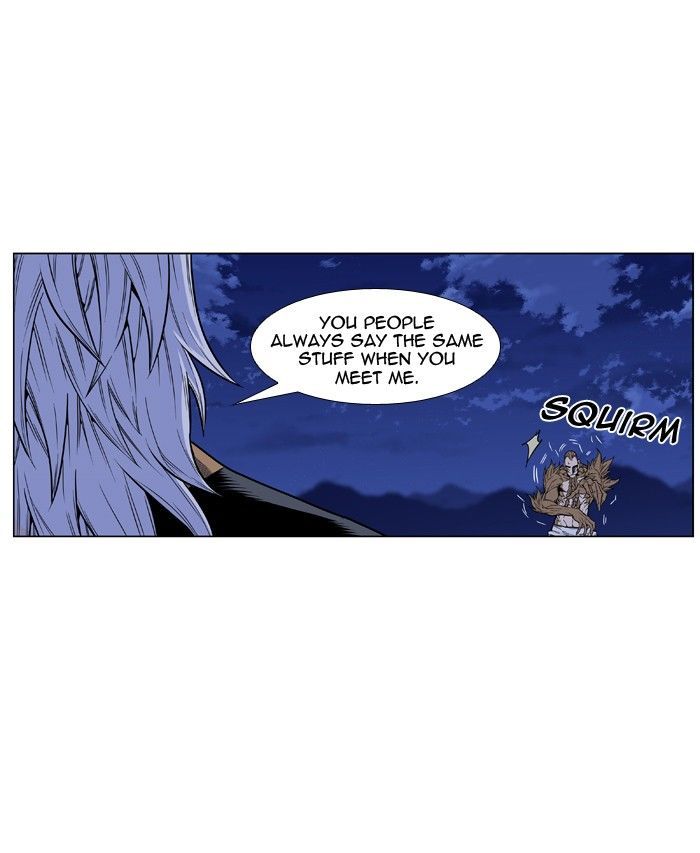 YOU PEOPLE
ALWAYS SAY THE SAME
STUFF WHEN YOU
MEET ME.
SQUIRM